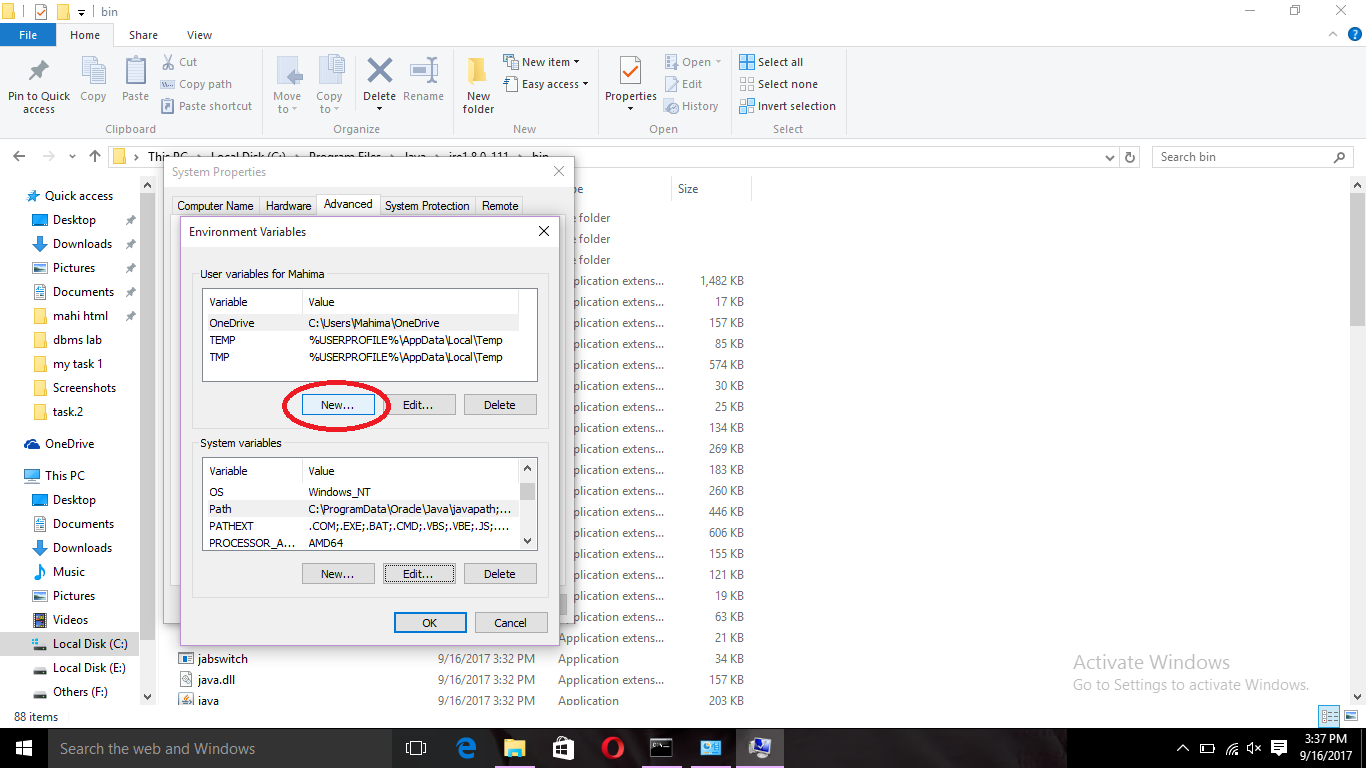 bin
File Home Share View
Pin to Quick access
Copy
Paste
Cut
Copy path
Paste shortcut
Clipboard
Move to
Copy to
Delete
Rename
Organize
New folder
New item
Easy access
New
Properties
Open
Edit
History
Open
Select all
Select none
Invert selection
Select
This PC Local Disk (C:) Program Files Java jre1.8.0_111 bin
Search bin
Quick access
Desktop
Downloads
Pictures
Documents
mahi html
dbms lab
my task 1
Screenshots
task.2
OneDrive
This PC
Desktop
Documents
Downloads
Music
Pictures
Videos
Local Disk (C:)
Local Disk (E:)
Others (F:)
System Properties
Computer Name Hardware Advanced System Protection Remote
Environment Variables
User variables for Mahima
Variable Value
OneDrive C:\Users\Mahima\OneDrive
TEMP %USERPROFILE%\AppData\Local\Temp
TMP %USERPROFILE%\AppData\Local\Temp
New... Edit... Delete
System variables
Variable Value
OS Windows_NT
Path C:\ProgramData\Oracle\Java\javapath;...
PATHEXT .COM;.EXE;.BAT;.CMD;.VBS;.VBE;.JS;....
PROCESSOR_A... AMD64
New... Edit... Delete
OK Cancel
pe Size
e folder
e folder
e folder
plication extens... 1,482 KB
plication extens... 17 KB
plication extens... 157 KB
plication extens... 85 KB
plication extens... 574 KB
plication extens... 30 KB
plication extens... 25 KB
plication extens... 134 KB
plication extens... 269 KB
plication extens... 183 KB
plication extens... 260 KB
plication extens... 446 KB
plication extens... 606 KB
plication extens... 155 KB
plication extens... 121 KB
plication extens... 19 KB
plication extens... 63 KB
Application extens... 21 KB
jabswitch 9/16/2017 3:32 PM Application 34 KB
java.dll 9/16/2017 3:32 PM Application extens... 157 KB
java 9/16/2017 3:32 PM Application 203 KB
Activate Windows
Go to Settings to activate Windows.
88 items
Search the web and Windows
3:37 PM
9/16/2017